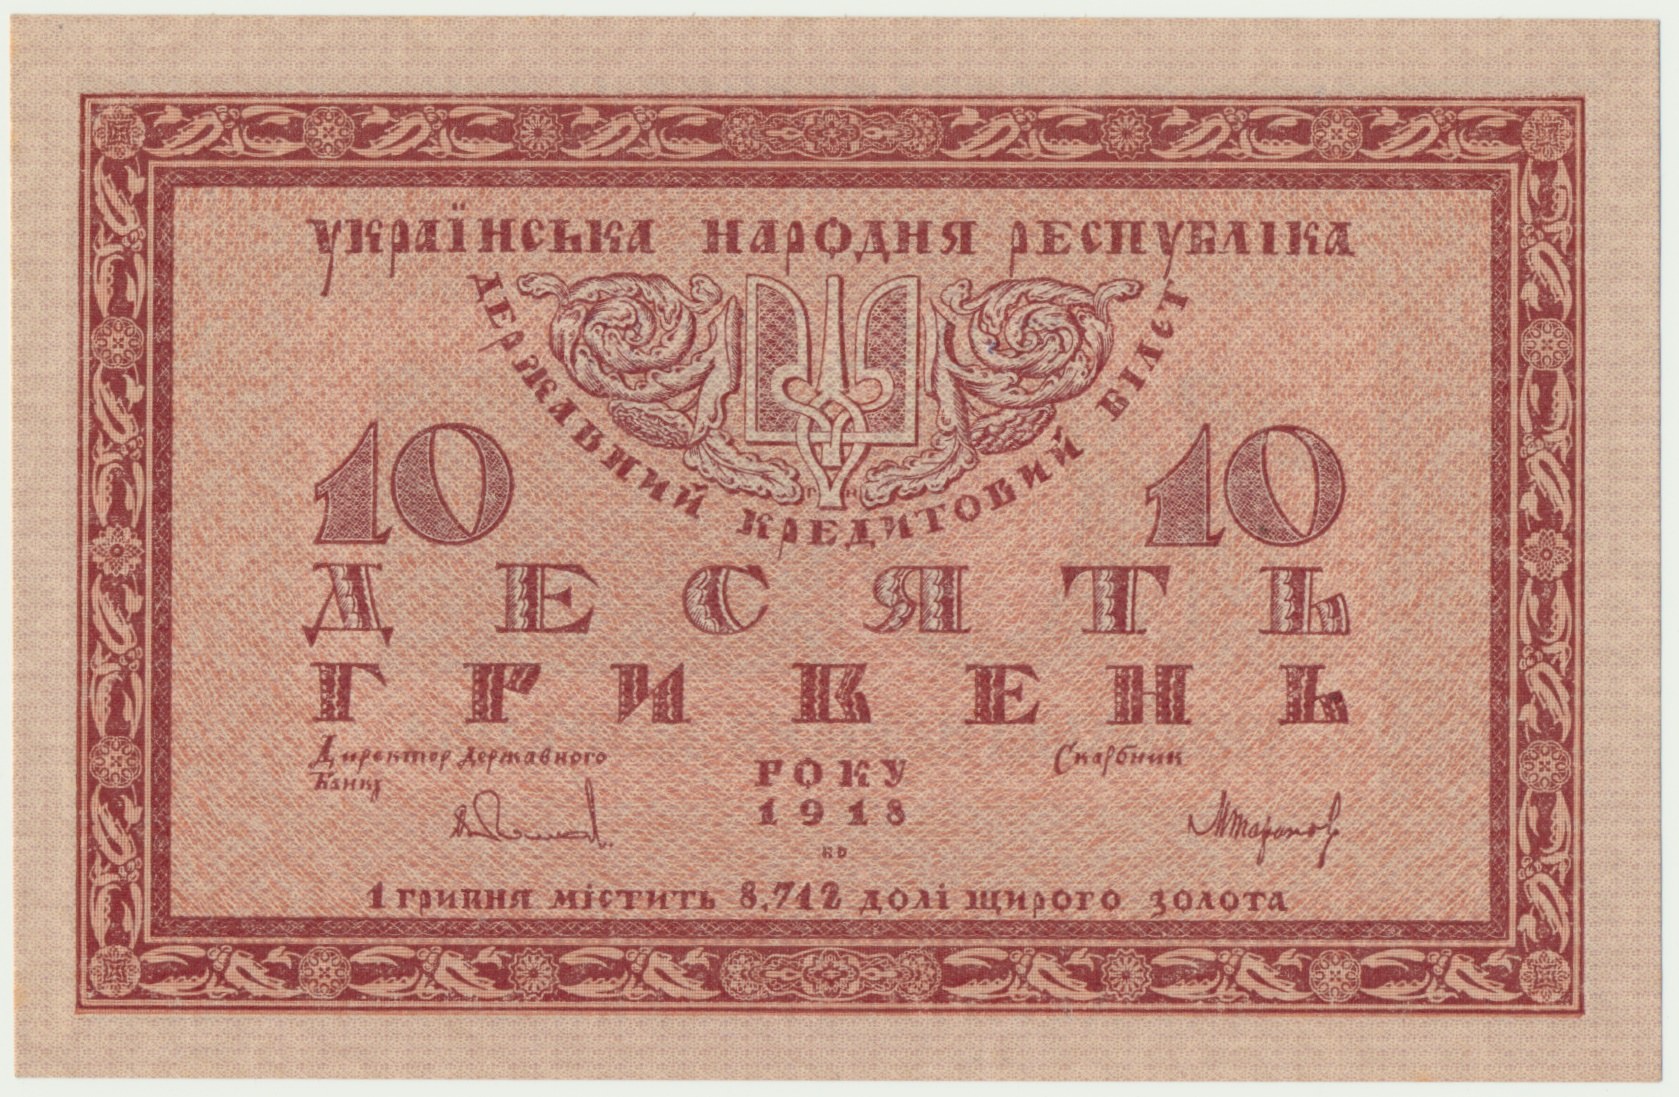 УКРАЇНСЬКА НАРОДНЯ РЕСПУБЛІКА
ДЕРЖАВНИЙ КРЕДИТОВИЙ БІЛЄТ
10 10
ДЕСЯТЬ
ГРИВЕНЬ
Директор державного
банку
Скарбник
РОКУ
1918
1 гривня містить 8,712 долі щирого золота